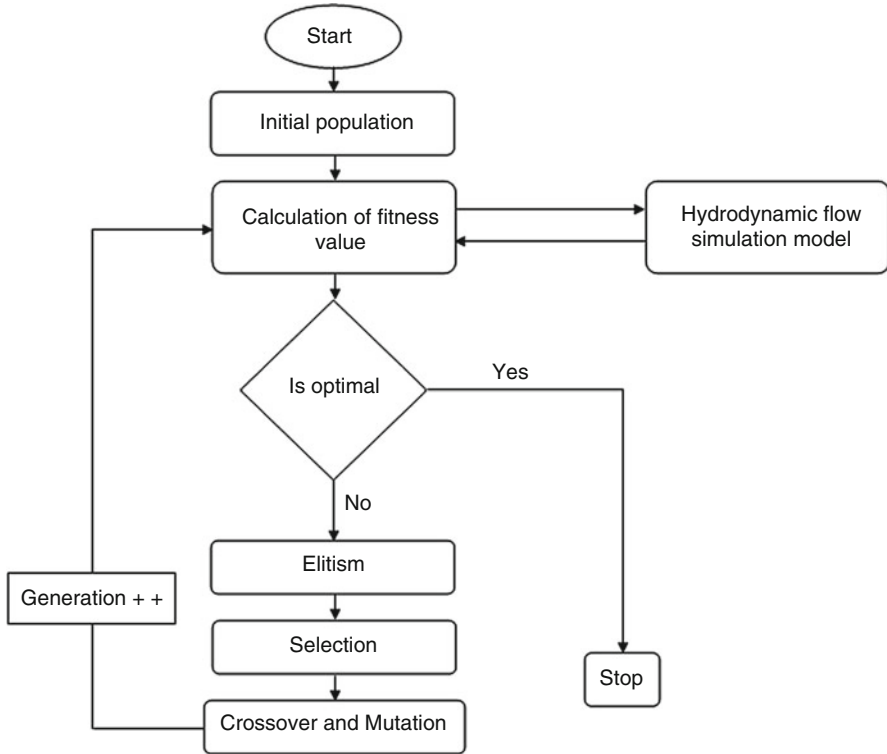 Start
Initial population
Calculation of fitness
value
Hydrodynamic flow
simulation model
Is optimal
Yes
No
Elitism
Generation + +
Selection
Stop
Crossover and Mutation